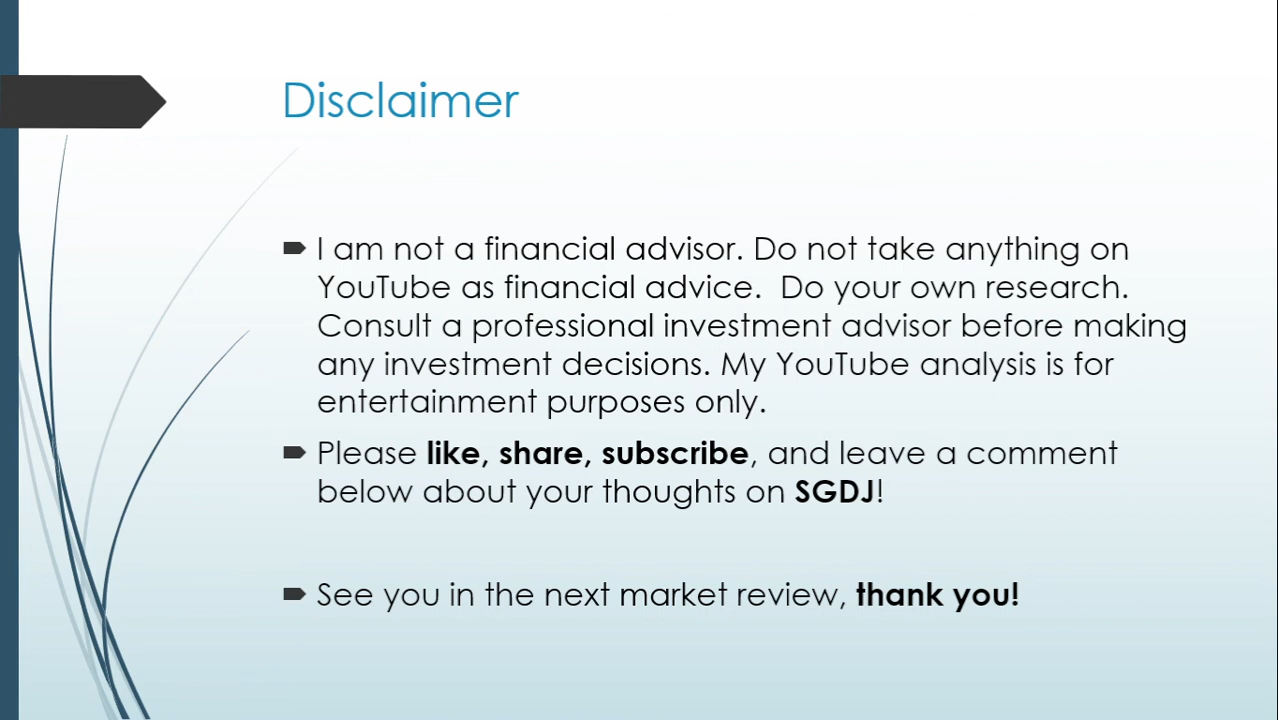 Disclaimer
I am not a financial advisor. Do not take anything on
YouTube as financial advice.  Do your own research.
Consult a professional investment advisor before making
any investment decisions. My YouTube analysis is for
entertainment purposes only.
Please like, share, subscribe, and leave a comment
below about your thoughts on SGDJ!
See you in the next market review, thank you!